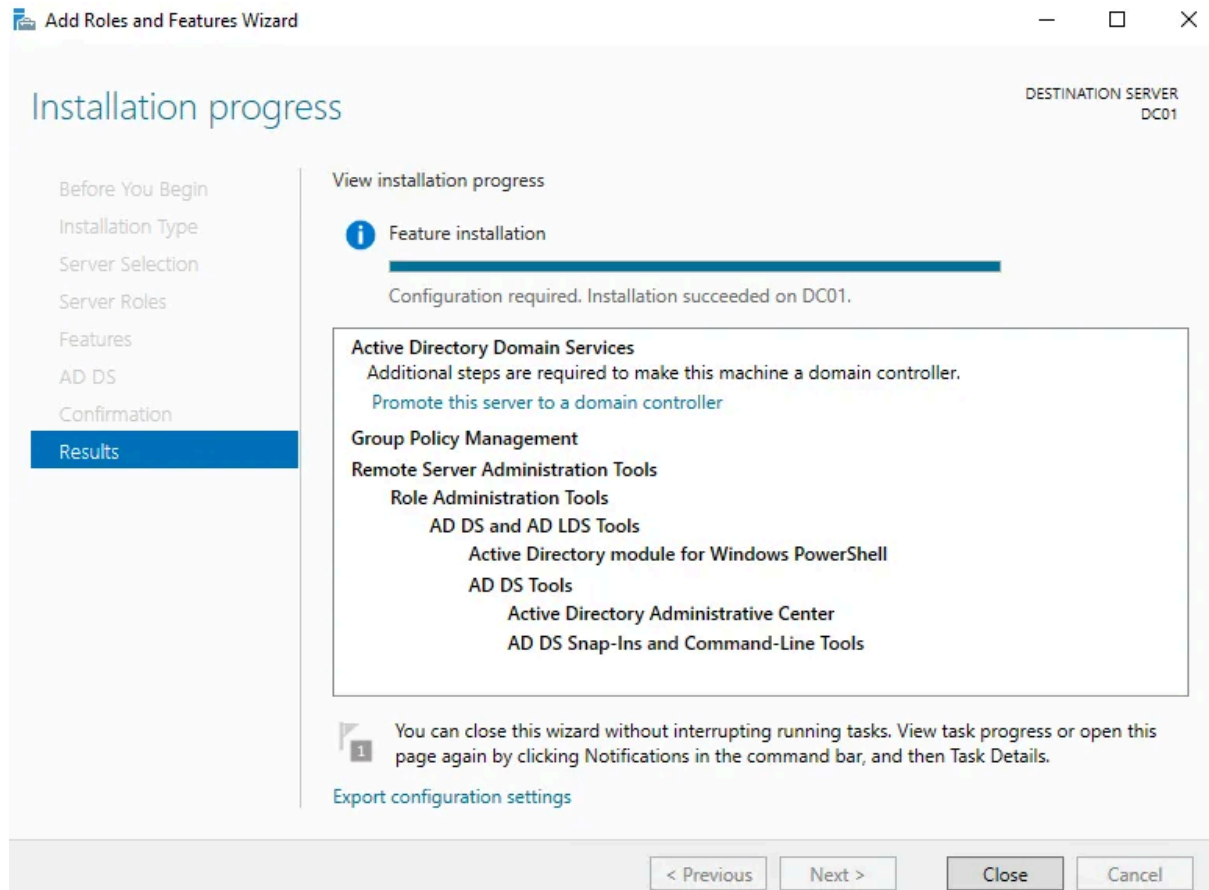 Add Roles and Features Wizard
Installation progress
DESTINATION SERVER
DC01
Before You Begin
Installation Type
Server Selection
Server Roles
Features
AD DS
Confirmation
Results
View installation progress
Feature installation
Configuration required. Installation succeeded on DC01.
Active Directory Domain Services
Additional steps are required to make this machine a domain controller.
Promote this server to a domain controller
Group Policy Management
Remote Server Administration Tools
Role Administration Tools
AD DS and AD LDS Tools
Active Directory module for Windows PowerShell
AD DS Tools
Active Directory Administrative Center
AD DS Snap-Ins and Command-Line Tools
1
You can close this wizard without interrupting running tasks. View task progress or open this
page again by clicking Notifications in the command bar, and then Task Details.
Export configuration settings
< Previous
Next >
Close
Cancel